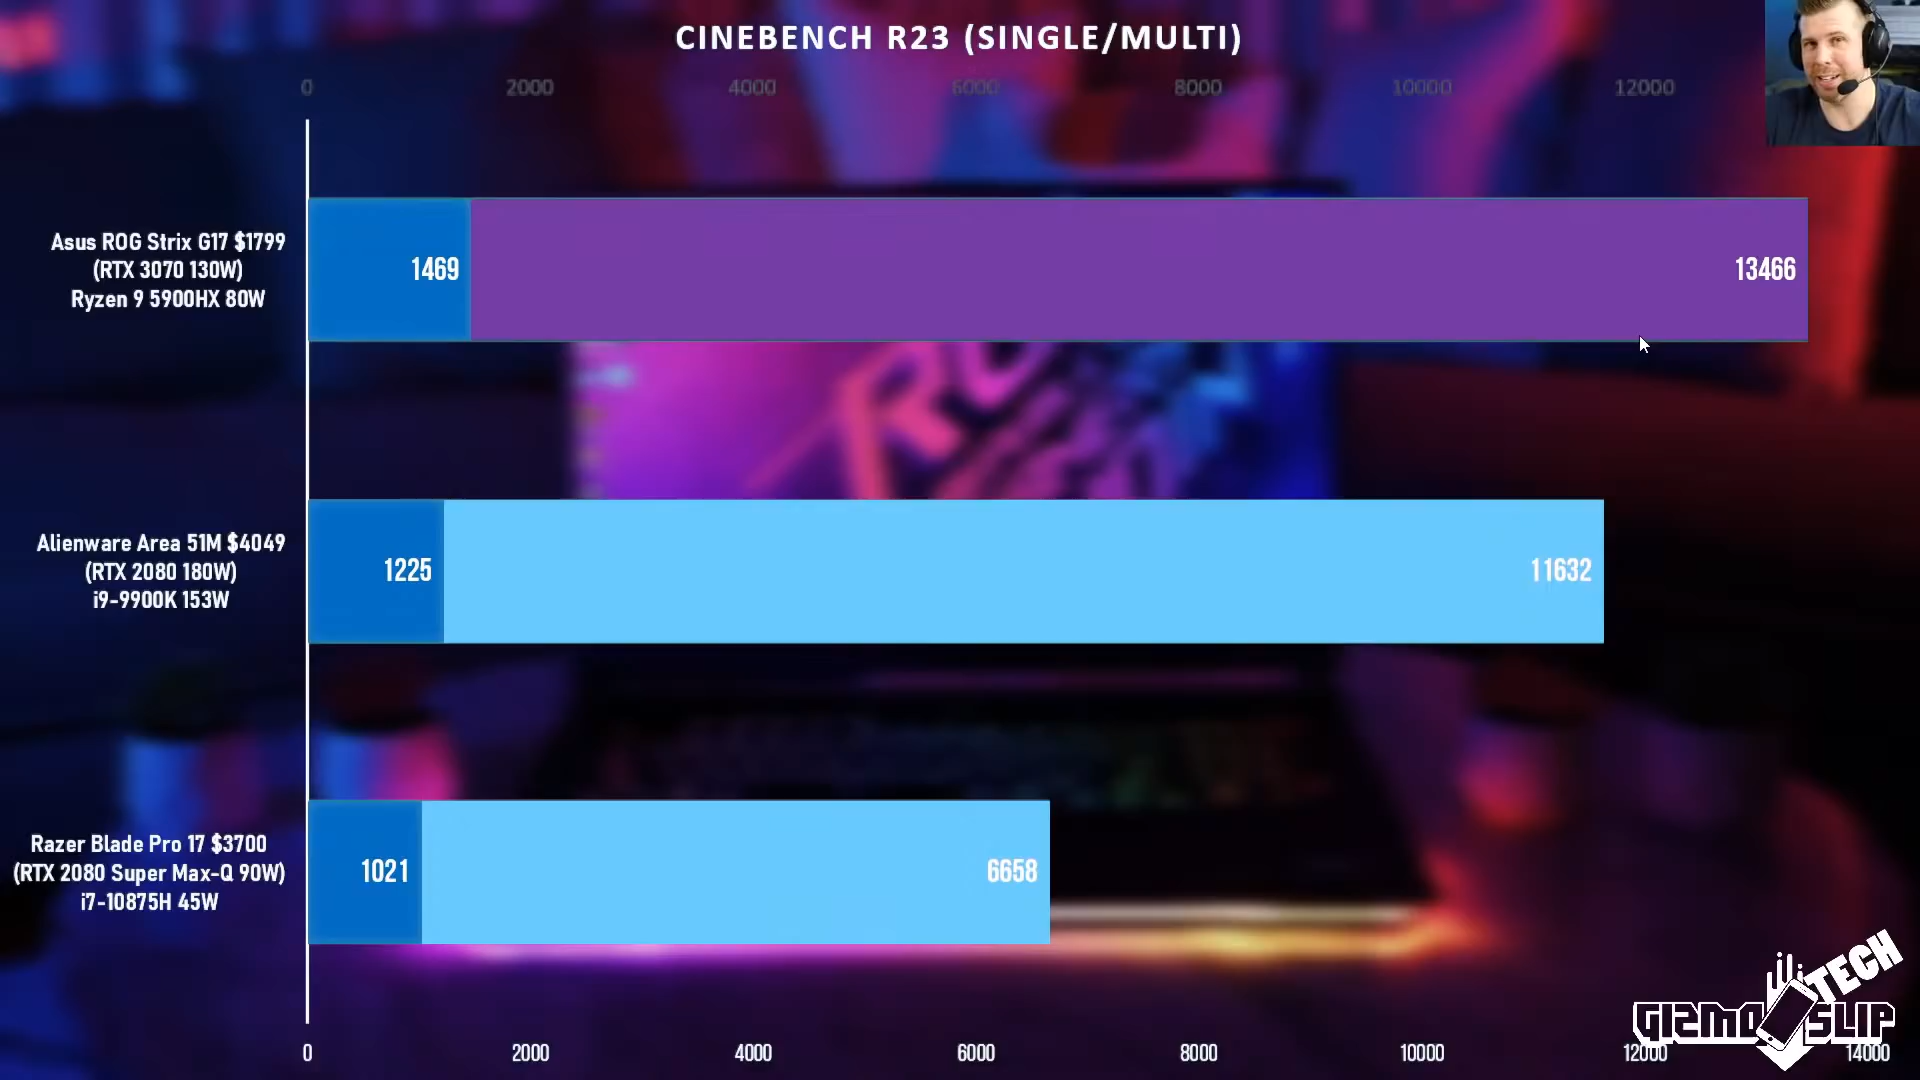 CINEBENCH R23 (SINGLE/MULTI)
0 2000 4000 6000 8000 10000 12000
Asus ROG Strix G17 $1799
(RTX 3070 130W)
Ryzen 9 5900HX 80W
1469 13466
Alienware Area 51M $4049
(RTX 2080 180W)
i9-9900K 153W
1225 11632
Razer Blade Pro 17 $3700
(RTX 2080 Super Max-Q 90W)
i7-10875H 45W
1021 6658
TECH
GIZMO SLIP
0 2000 4000 6000 8000 10000 12000 14000